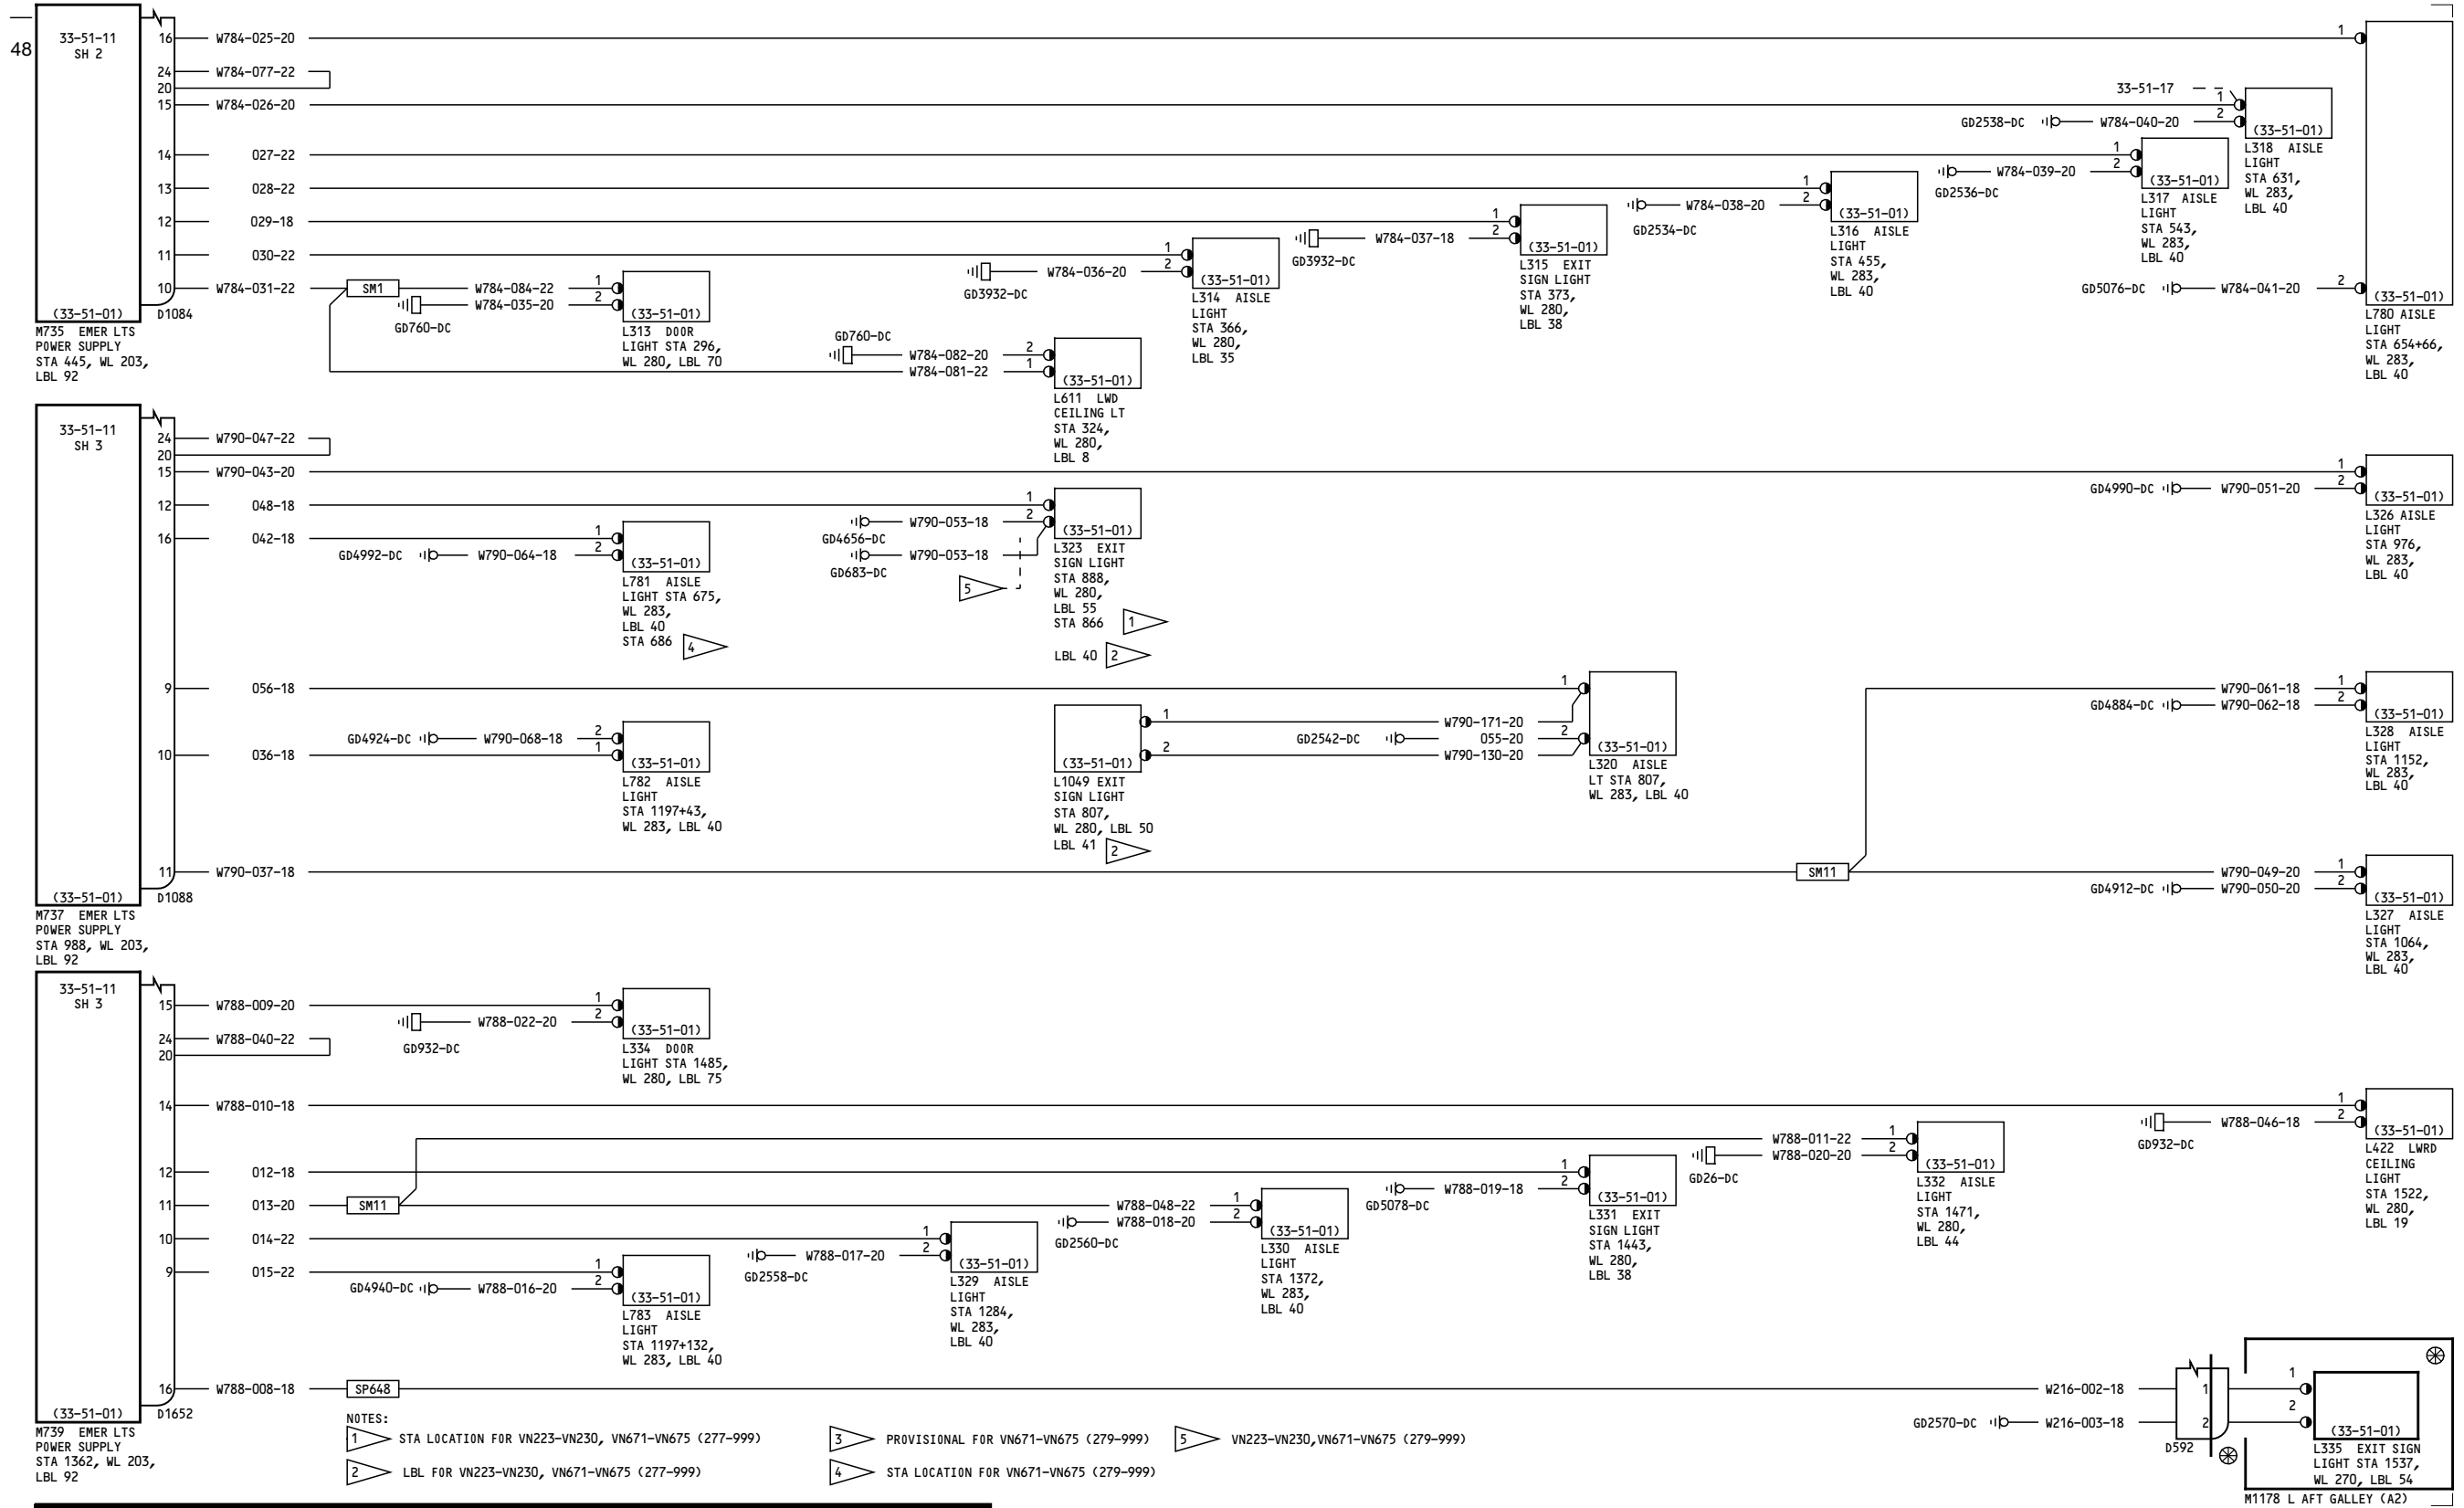 48
33-51-11
SH 2
16 W784-025-20 1
24 W784-077-22
20
15 W784-026-20 1
33-51-17
GD2538-DC W784-040-20 2
(33-51-01)
L318 AISLE
LIGHT
STA 631,
WL 283,
LBL 40
14 027-22 1
GD2536-DC W784-039-20 2
(33-51-01)
L317 AISLE
LIGHT
STA 543,
WL 283,
LBL 40
13 028-22 1
GD2534-DC W784-038-20 2
(33-51-01)
L316 AISLE
LIGHT
STA 455,
WL 283,
LBL 40
12 029-18 1
GD3932-DC W784-037-18 2
(33-51-01)
L315 EXIT
SIGN LIGHT
STA 373,
WL 280,
LBL 38
11 030-22 1
GD3932-DC W784-036-20 2
(33-51-01)
L314 AISLE
LIGHT
STA 366,
WL 280,
LBL 35
10 W784-031-22 SM1 W784-084-22 1
GD760-DC W784-035-20 2
(33-51-01)
L313 DOOR
LIGHT STA 296,
WL 280, LBL 70
GD760-DC
W784-082-20 2
W784-081-22 1
(33-51-01)
L611 LWD
CEILING LT
STA 324,
WL 280,
LBL 8
GD5076-DC W784-041-20 2
(33-51-01)
L780 AISLE
LIGHT
STA 654+66,
WL 283,
LBL 40
(33-51-01) D1084
M735 EMER LTS
POWER SUPPLY
STA 445, WL 203,
LBL 92
33-51-11
SH 3
24 W790-047-22
20
15 W790-043-20 1
GD4990-DC W790-051-20 2
(33-51-01)
L326 AISLE
LIGHT
STA 976,
WL 283,
LBL 40
12 048-18 1
W790-053-18 2
GD4656-DC
W790-053-18
GD683-DC
5
(33-51-01)
L323 EXIT
SIGN LIGHT
STA 888,
WL 280,
LBL 55
STA 866 1
LBL 40 2
16 042-18 1
GD4992-DC W790-064-18 2
(33-51-01)
L781 AISLE
LIGHT STA 675,
WL 283,
LBL 40
STA 686 4
9 056-18 1
1 W790-171-20
GD2542-DC 055-20 2
2 W790-130-20
(33-51-01)
L1049 EXIT
SIGN LIGHT
STA 807,
WL 280, LBL 50
LBL 41 2
(33-51-01)
L320 AISLE
LT STA 807,
WL 283, LBL 40
GD4924-DC W790-068-18 2
10 036-18 1
(33-51-01)
L782 AISLE
LIGHT
STA 1197+43,
WL 283, LBL 40
W790-061-18 1
GD4884-DC W790-062-18 2
(33-51-01)
L328 AISLE
LIGHT
STA 1152,
WL 283,
LBL 40
11 W790-037-18 SM11 W790-049-20 1
GD4912-DC W790-050-20 2
(33-51-01)
L327 AISLE
LIGHT
STA 1064,
WL 283,
LBL 40
(33-51-01) D1088
M737 EMER LTS
POWER SUPPLY
STA 988, WL 203,
LBL 92
33-51-11
SH 3
15 W788-009-20 1
W788-022-20 2
GD932-DC
(33-51-01)
L334 DOOR
LIGHT STA 1485,
WL 280, LBL 75
24 W788-040-22
20
14 W788-010-18 1
W788-046-18 2
GD932-DC
(33-51-01)
L422 LWRD
CEILING
LIGHT
STA 1522,
WL 280,
LBL 19
W788-011-22 1
W788-020-20 2
GD26-DC
(33-51-01)
L332 AISLE
LIGHT
STA 1471,
WL 280,
LBL 44
12 012-18 1
W788-019-18 2
GD5078-DC
(33-51-01)
L331 EXIT
SIGN LIGHT
STA 1443,
WL 280,
LBL 38
11 013-20 SM11 W788-048-22 1
W788-018-20 2
GD2560-DC
(33-51-01)
L330 AISLE
LIGHT
STA 1372,
WL 283,
LBL 40
10 014-22 1
W788-017-20 2
GD2558-DC
(33-51-01)
L329 AISLE
LIGHT
STA 1284,
WL 283,
LBL 40
9 015-22 1
GD4940-DC W788-016-20 2
(33-51-01)
L783 AISLE
LIGHT
STA 1197+132,
WL 283, LBL 40
16 W788-008-18 SP648 W216-002-18 1 1
GD2570-DC W216-003-18 2 2
D592
(33-51-01)
L335 EXIT SIGN
LIGHT STA 1537,
WL 270, LBL 54
M1178 L AFT GALLEY (A2)
(33-51-01) D1652
M739 EMER LTS
POWER SUPPLY
STA 1362, WL 203,
LBL 92
NOTES:
1 STA LOCATION FOR VN223-VN230, VN671-VN675 (277-999)
2 LBL FOR VN223-VN230, VN671-VN675 (277-999)
3 PROVISIONAL FOR VN671-VN675 (279-999)
4 STA LOCATION FOR VN671-VN675 (279-999)
5 VN223-VN230,VN671-VN675 (279-999)